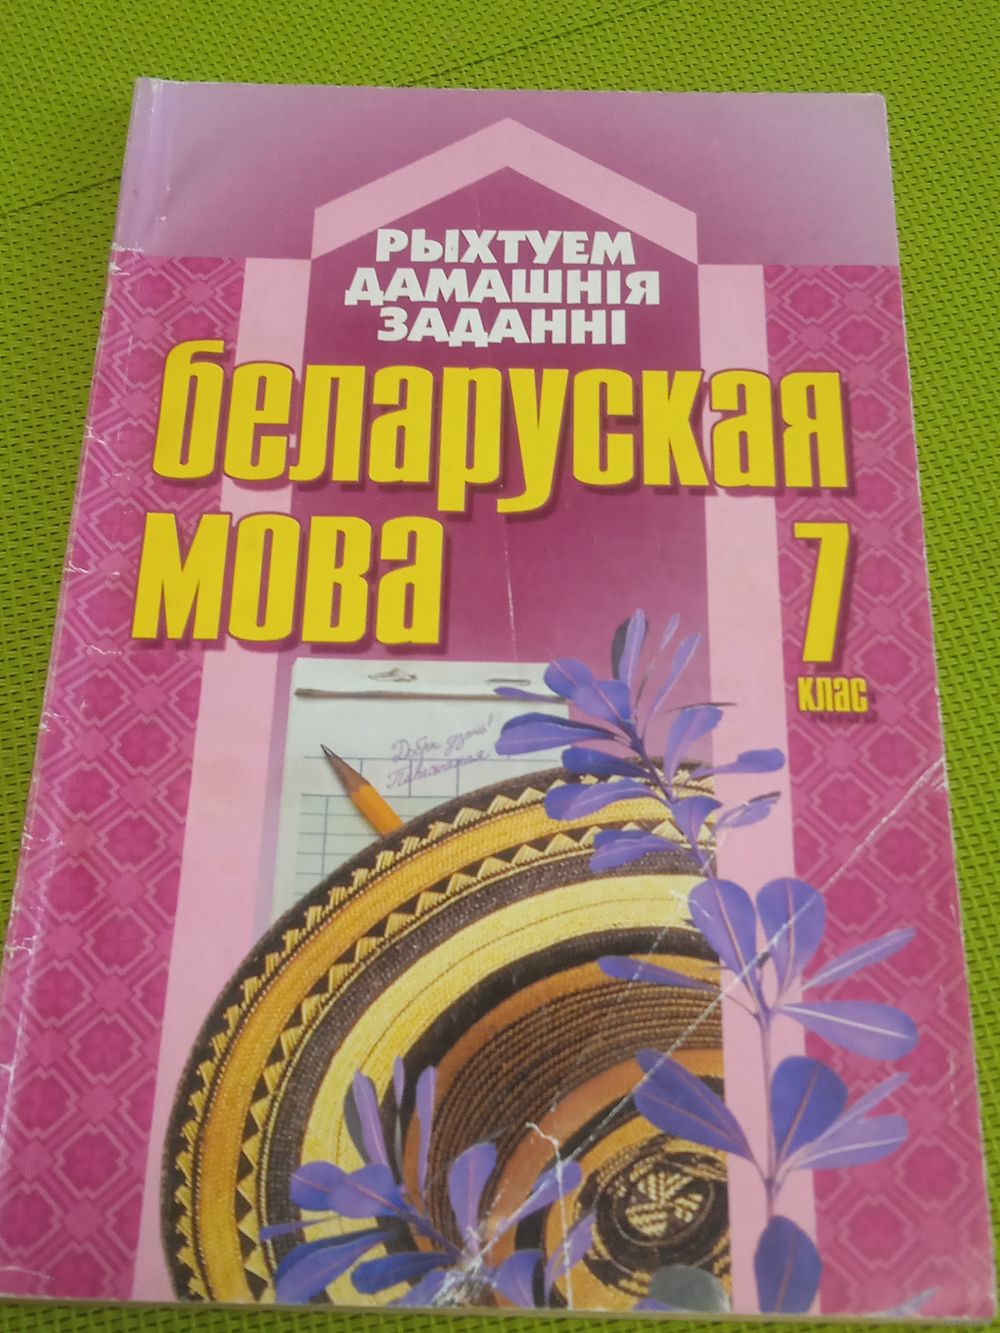 РЫХТУЕМ
ДАМАШНІЯ
ЗАДАННІ
беларуская
мова
7
клас